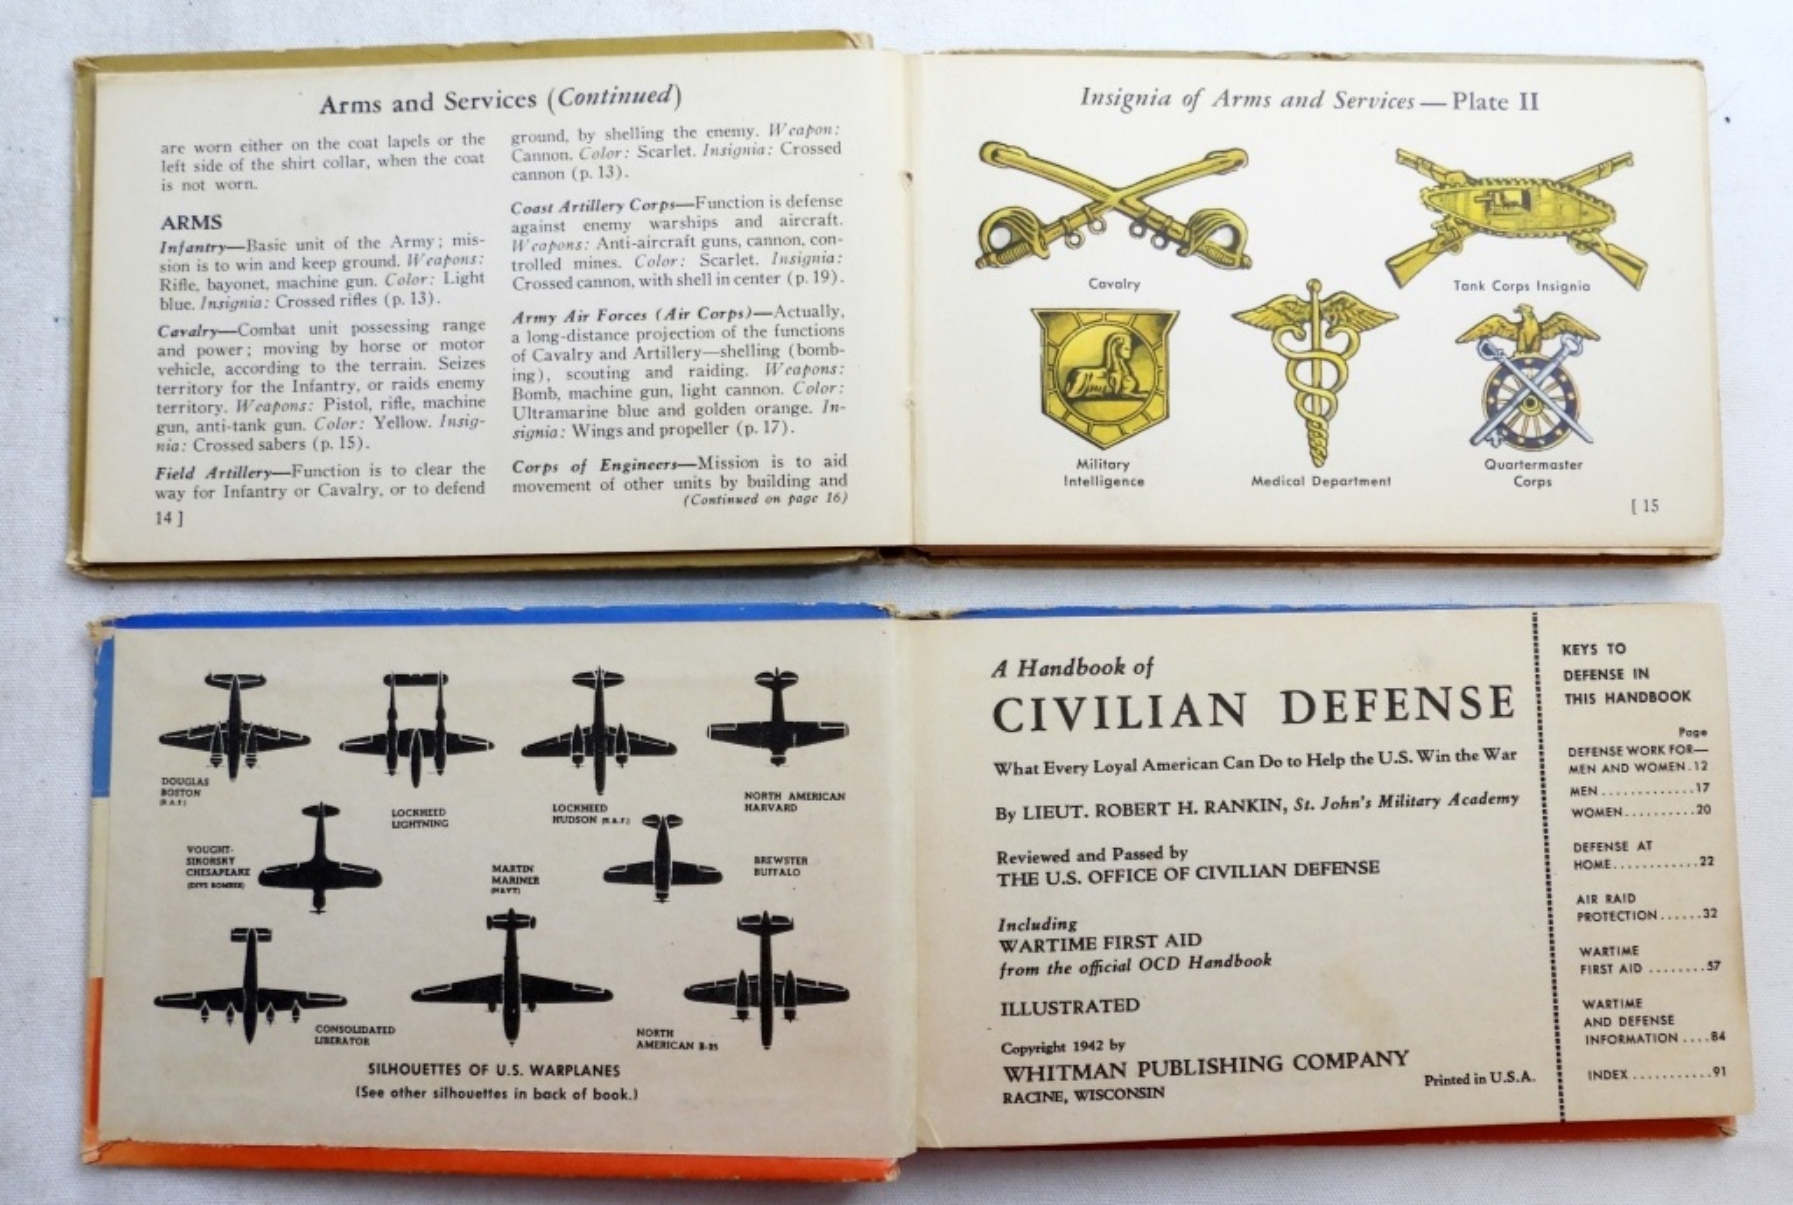 Arms and Services (Continued)
are worn either on the coat lapels or the
left side of the shirt collar, when the coat
is not worn.
ARMS
Infantry—Basic unit of the Army; mis-
sion is to win and keep ground. Weapons:
Rifle, bayonet, machine gun. Color: Light
blue. Insignia: Crossed rifles (p. 13).
Cavalry—Combat unit possessing range
and power; moving by horse or motor
vehicle, according to the terrain. Seizes
territory for the Infantry, or raids enemy
territory. Weapons: Pistol, rifle, machine
gun, anti-tank gun. Color: Yellow. Insig-
nia: Crossed sabers (p. 15).
Field Artillery—Function is to clear the
way for Infantry or Cavalry, or to defend
14 ]
ground, by shelling the enemy. Weapon:
Cannon. Color: Scarlet. Insignia: Crossed
cannon (p. 13).
Coast Artillery Corps—Function is defense
against enemy warships and aircraft.
Weapons: Anti-aircraft guns, cannon, con-
trolled mines. Color: Scarlet. Insignia:
Crossed cannon, with shell in center (p. 19).
Army Air Forces (Air Corps)—Actually,
a long-distance projection of the functions
of Cavalry and Artillery—shelling (bomb-
ing), scouting and raiding. Weapons:
Bomb, machine gun, light cannon. Color:
Ultramarine blue and golden orange. In-
signia: Wings and propeller (p. 17).
Corps of Engineers—Mission is to aid
movement of other units by building and
(Continued on page 16)
Insignia of Arms and Services—Plate II
Cavalry
Tank Corps Insignia
Military
Intelligence
Medical Department
Quartermaster
Corps
[ 15
DOUGLAS
BOSTON
(R.A.F.)
LOCKHEED
LIGHTNING
LOCKHEED
HUDSON (R.A.F.)
NORTH AMERICAN
HARVARD
VOUGHT-
SIKORSKY
CHESAPEAKE
(DIVE BOMBER)
MARTIN
MARINER
(NAVY)
BREWSTER
BUFFALO
CONSOLIDATED
LIBERATOR
NORTH
AMERICAN B-25
SILHOUETTES OF U.S. WARPLANES
(See other silhouettes in back of book.)
A Handbook of
CIVILIAN DEFENSE
What Every Loyal American Can Do to Help the U.S. Win the War
By LIEUT. ROBERT H. RANKIN, St. John's Military Academy
Reviewed and Passed by
THE U.S. OFFICE OF CIVILIAN DEFENSE
Including
WARTIME FIRST AID
from the official OCD Handbook
ILLUSTRATED
Copyright 1942 by
WHITMAN PUBLISHING COMPANY
RACINE, WISCONSIN
Printed in U.S.A.
KEYS TO
DEFENSE IN
THIS HANDBOOK
Page
DEFENSE WORK FOR—
MEN AND WOMEN.12
MEN.............17
WOMEN..........20
DEFENSE AT
HOME............22
AIR RAID
PROTECTION......32
WARTIME
FIRST AID ........57
WARTIME
AND DEFENSE
INFORMATION ....84
INDEX ...........91